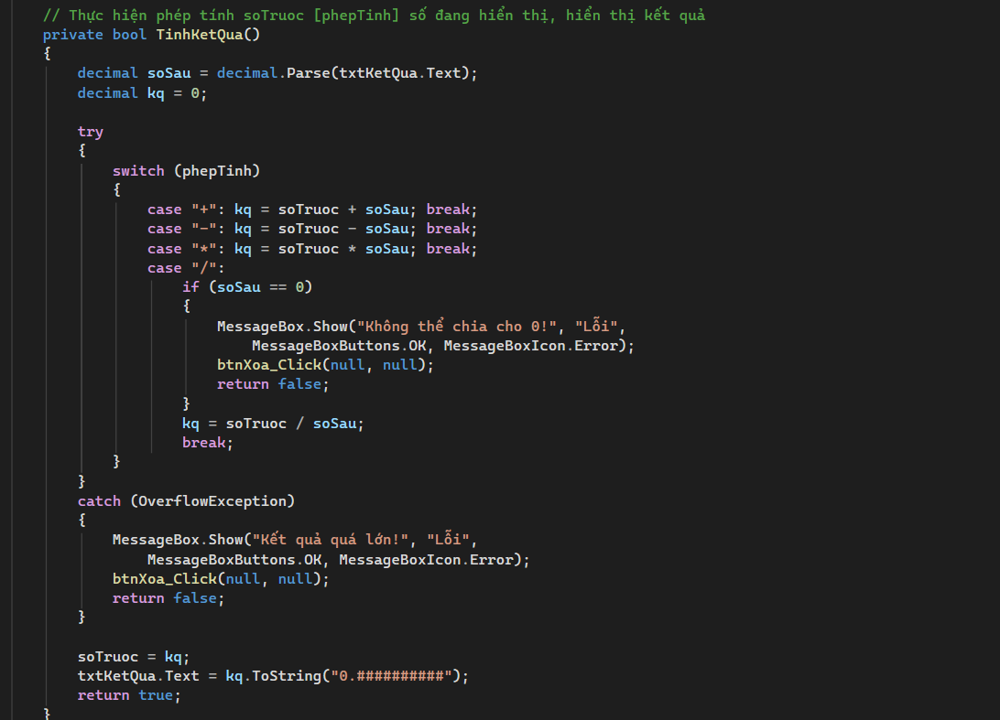 // Thực hiện phép tính soTruoc [phepTinh] số đang hiển thị, hiển thị kết quả
private bool TinhKetQua()
{
    decimal soSau = decimal.Parse(txtKetQua.Text);
    decimal kq = 0;

    try
    {
        switch (phepTinh)
        {
            case "+": kq = soTruoc + soSau; break;
            case "-": kq = soTruoc - soSau; break;
            case "*": kq = soTruoc * soSau; break;
            case "/":
                if (soSau == 0)
                {
                    MessageBox.Show("Không thể chia cho 0!", "Lỗi",
                        MessageBoxButtons.OK, MessageBoxIcon.Error);
                    btnXoa_Click(null, null);
                    return false;
                }
                kq = soTruoc / soSau;
                break;
        }
    }
    catch (OverflowException)
    {
        MessageBox.Show("Kết quả quá lớn!", "Lỗi",
            MessageBoxButtons.OK, MessageBoxIcon.Error);
        btnXoa_Click(null, null);
        return false;
    }

    soTruoc = kq;
    txtKetQua.Text = kq.ToString("0.##########");
    return true;
}